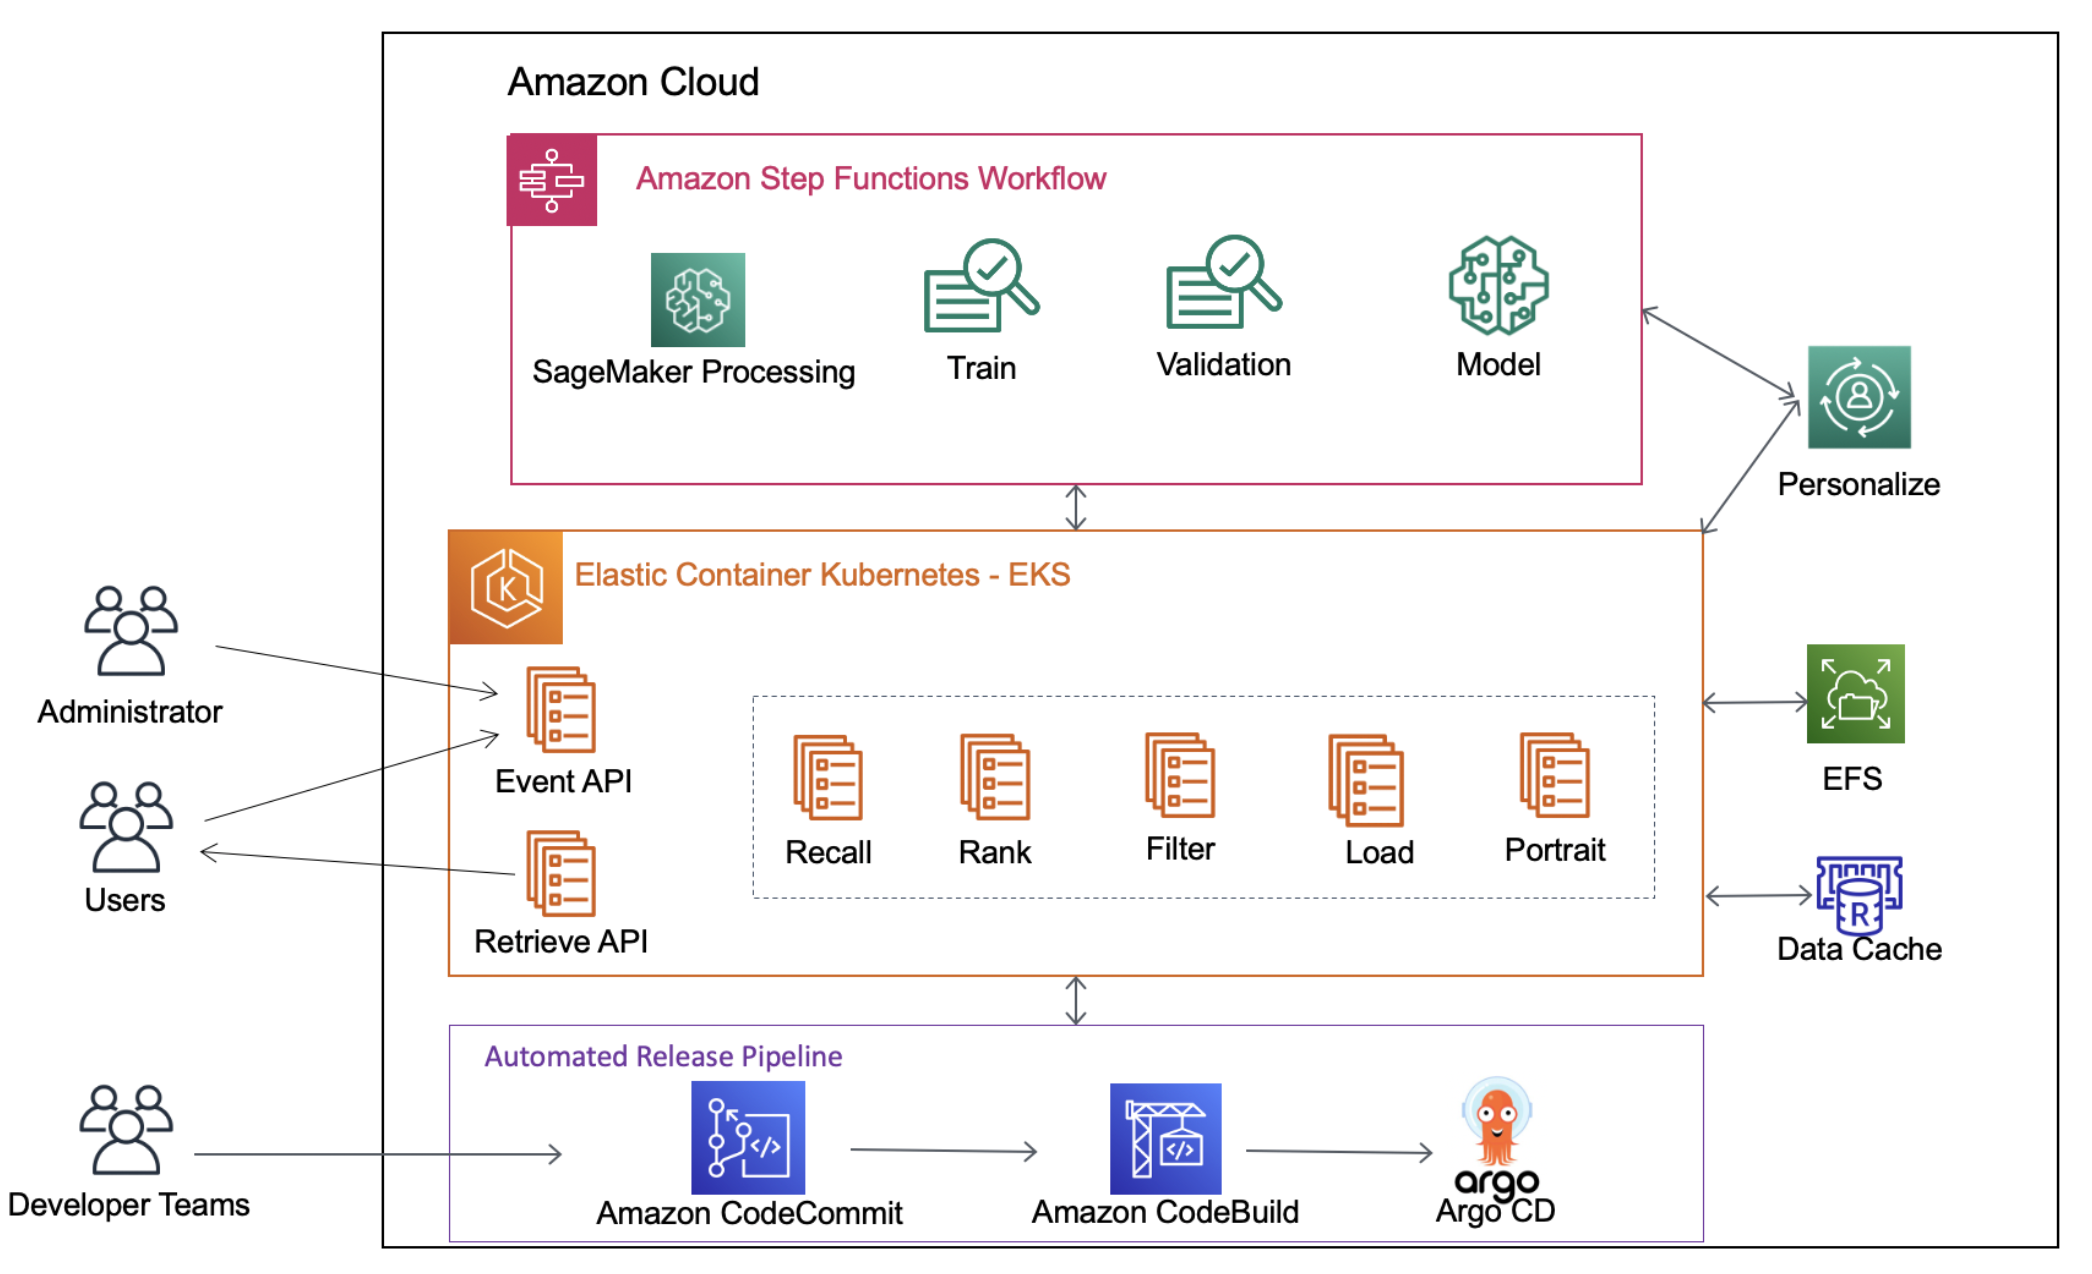 Amazon Cloud
Amazon Step Functions Workflow
SageMaker Processing
Train
Validation
Model
Personalize
Elastic Container Kubernetes - EKS
K
Administrator
Event API
Users
Retrieve API
Recall
Rank
Filter
Load
Portrait
EFS
R
Data Cache
Automated Release Pipeline
Developer Teams
</>
Amazon CodeCommit
</>
Amazon CodeBuild
argo
Argo CD